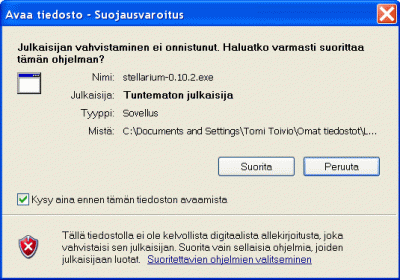 Avaa tiedosto - Suojausvaroitus
Julkaisijan vahvistaminen ei onnistunut. Haluatko varmasti suorittaa
tämän ohjelman?
Nimi: stellarium-0.10.2.exe
Julkaisija: Tuntematon julkaisija
Tyyppi: Sovellus
Mistä: C:\Documents and Settings\Tomi Toivio\Omat tiedostot\L...
Suorita Peruuta
Kysy aina ennen tämän tiedoston avaamista
Tällä tiedostolla ei ole kelvollista digitaalista allekirjoitusta, joka
vahvistaisi sen julkaisijan. Suorita vain sellaisia ohjelmia, joiden
julkaisijaan luotat. Suoritettavien ohjelmien valitseminen